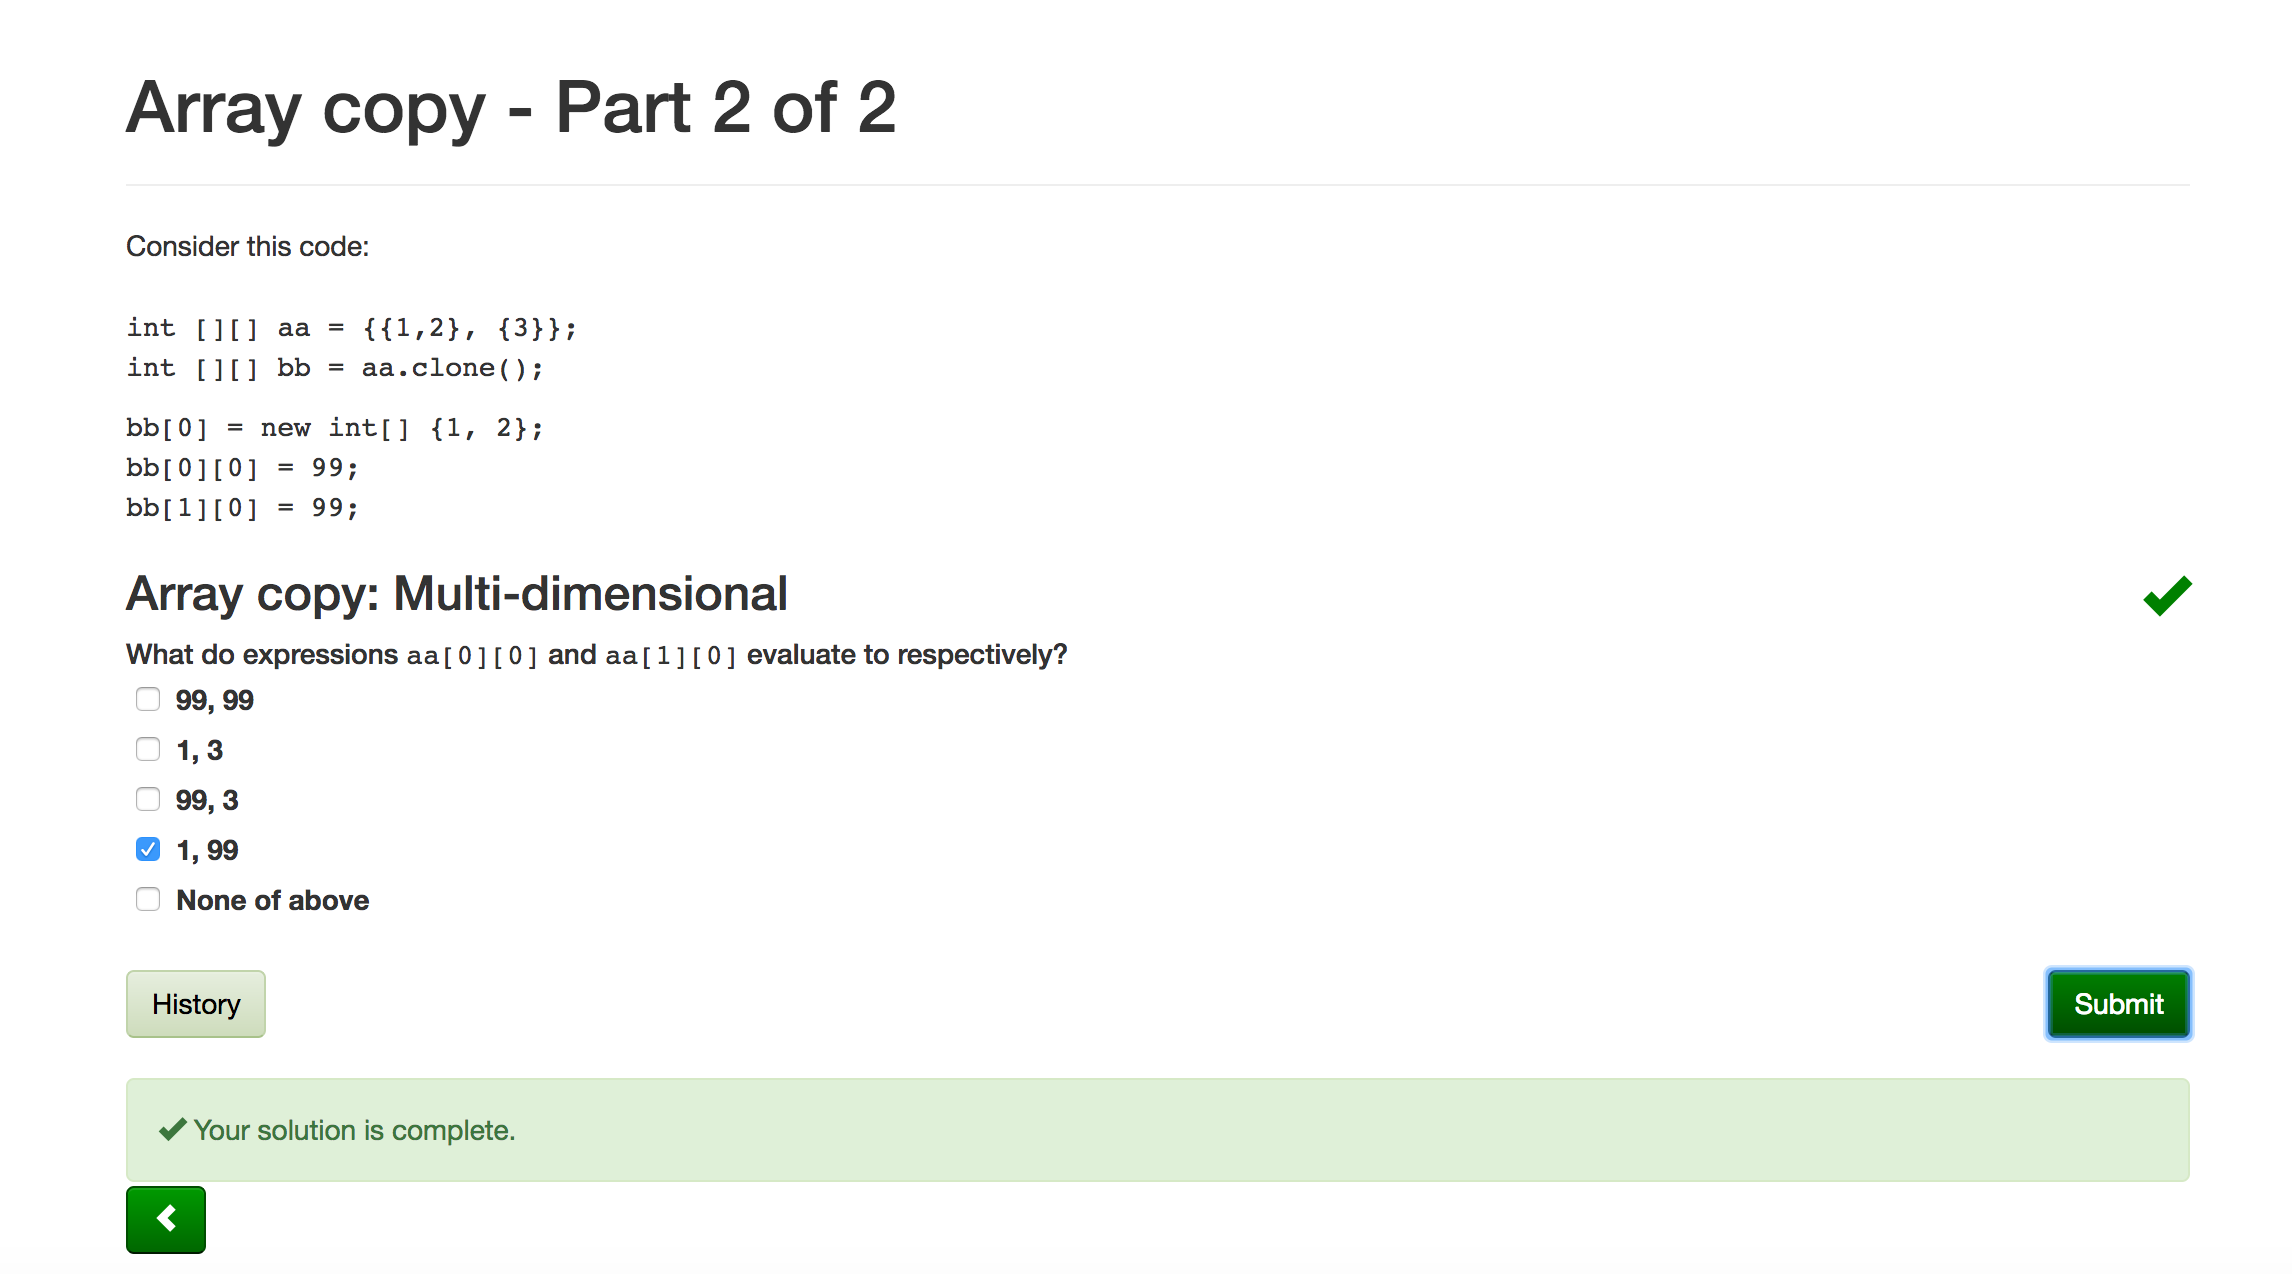 Array copy - Part 2 of 2
Consider this code:
int [][] aa = {{1,2}, {3}};
int [][] bb = aa.clone();
bb[0] = new int[] {1, 2};
bb[0][0] = 99;
bb[1][0] = 99;
Array copy: Multi-dimensional
What do expressions aa[0][0] and aa[1][0] evaluate to respectively?
99, 99
1, 3
99, 3
1, 99
None of above
History
Submit
Your solution is complete.